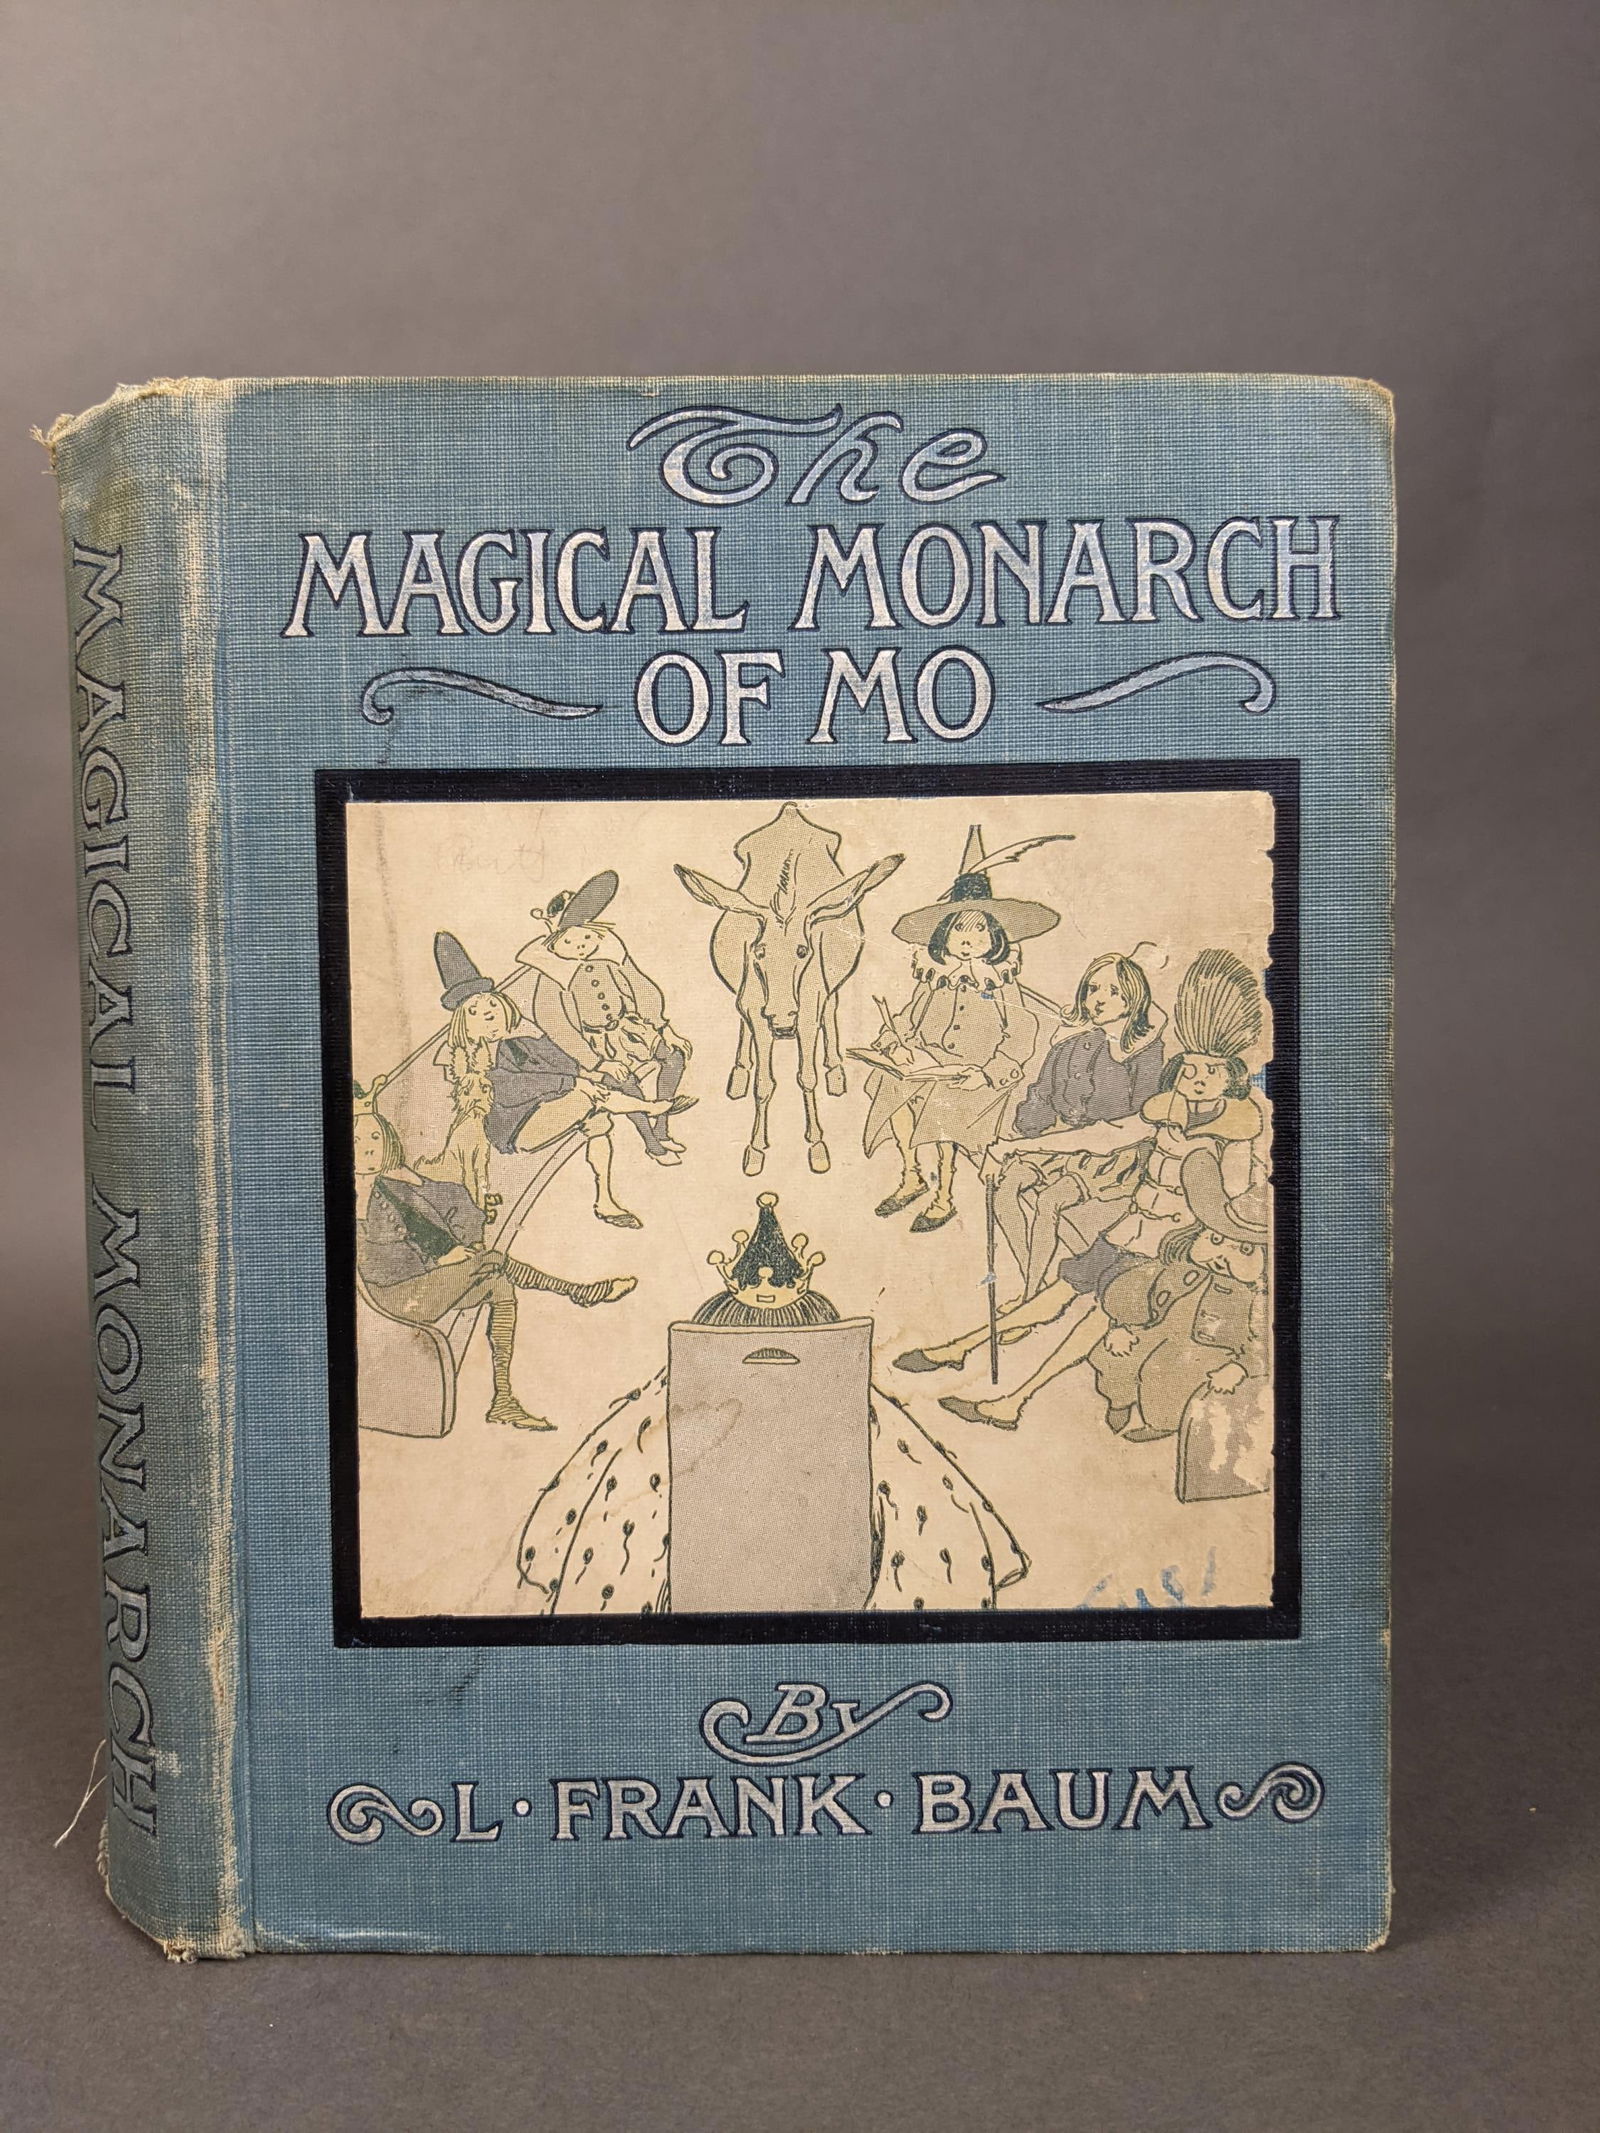 The
MAGICAL MONARCH
OF MO
By
L · FRANK · BAUM
MAGICAL MONARCH